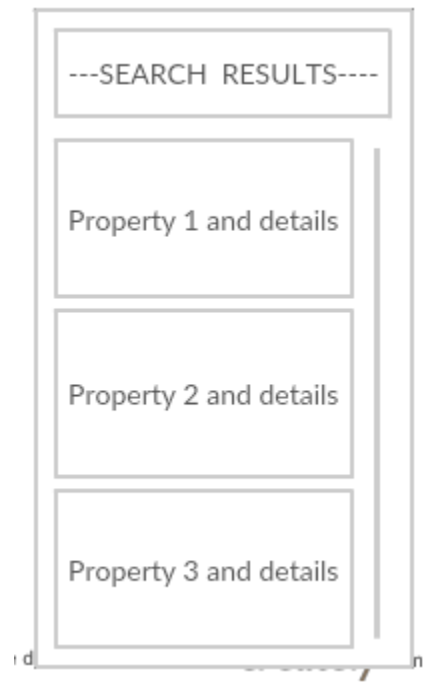 ---SEARCH RESULTS----
Property 1 and details
Property 2 and details
Property 3 and details